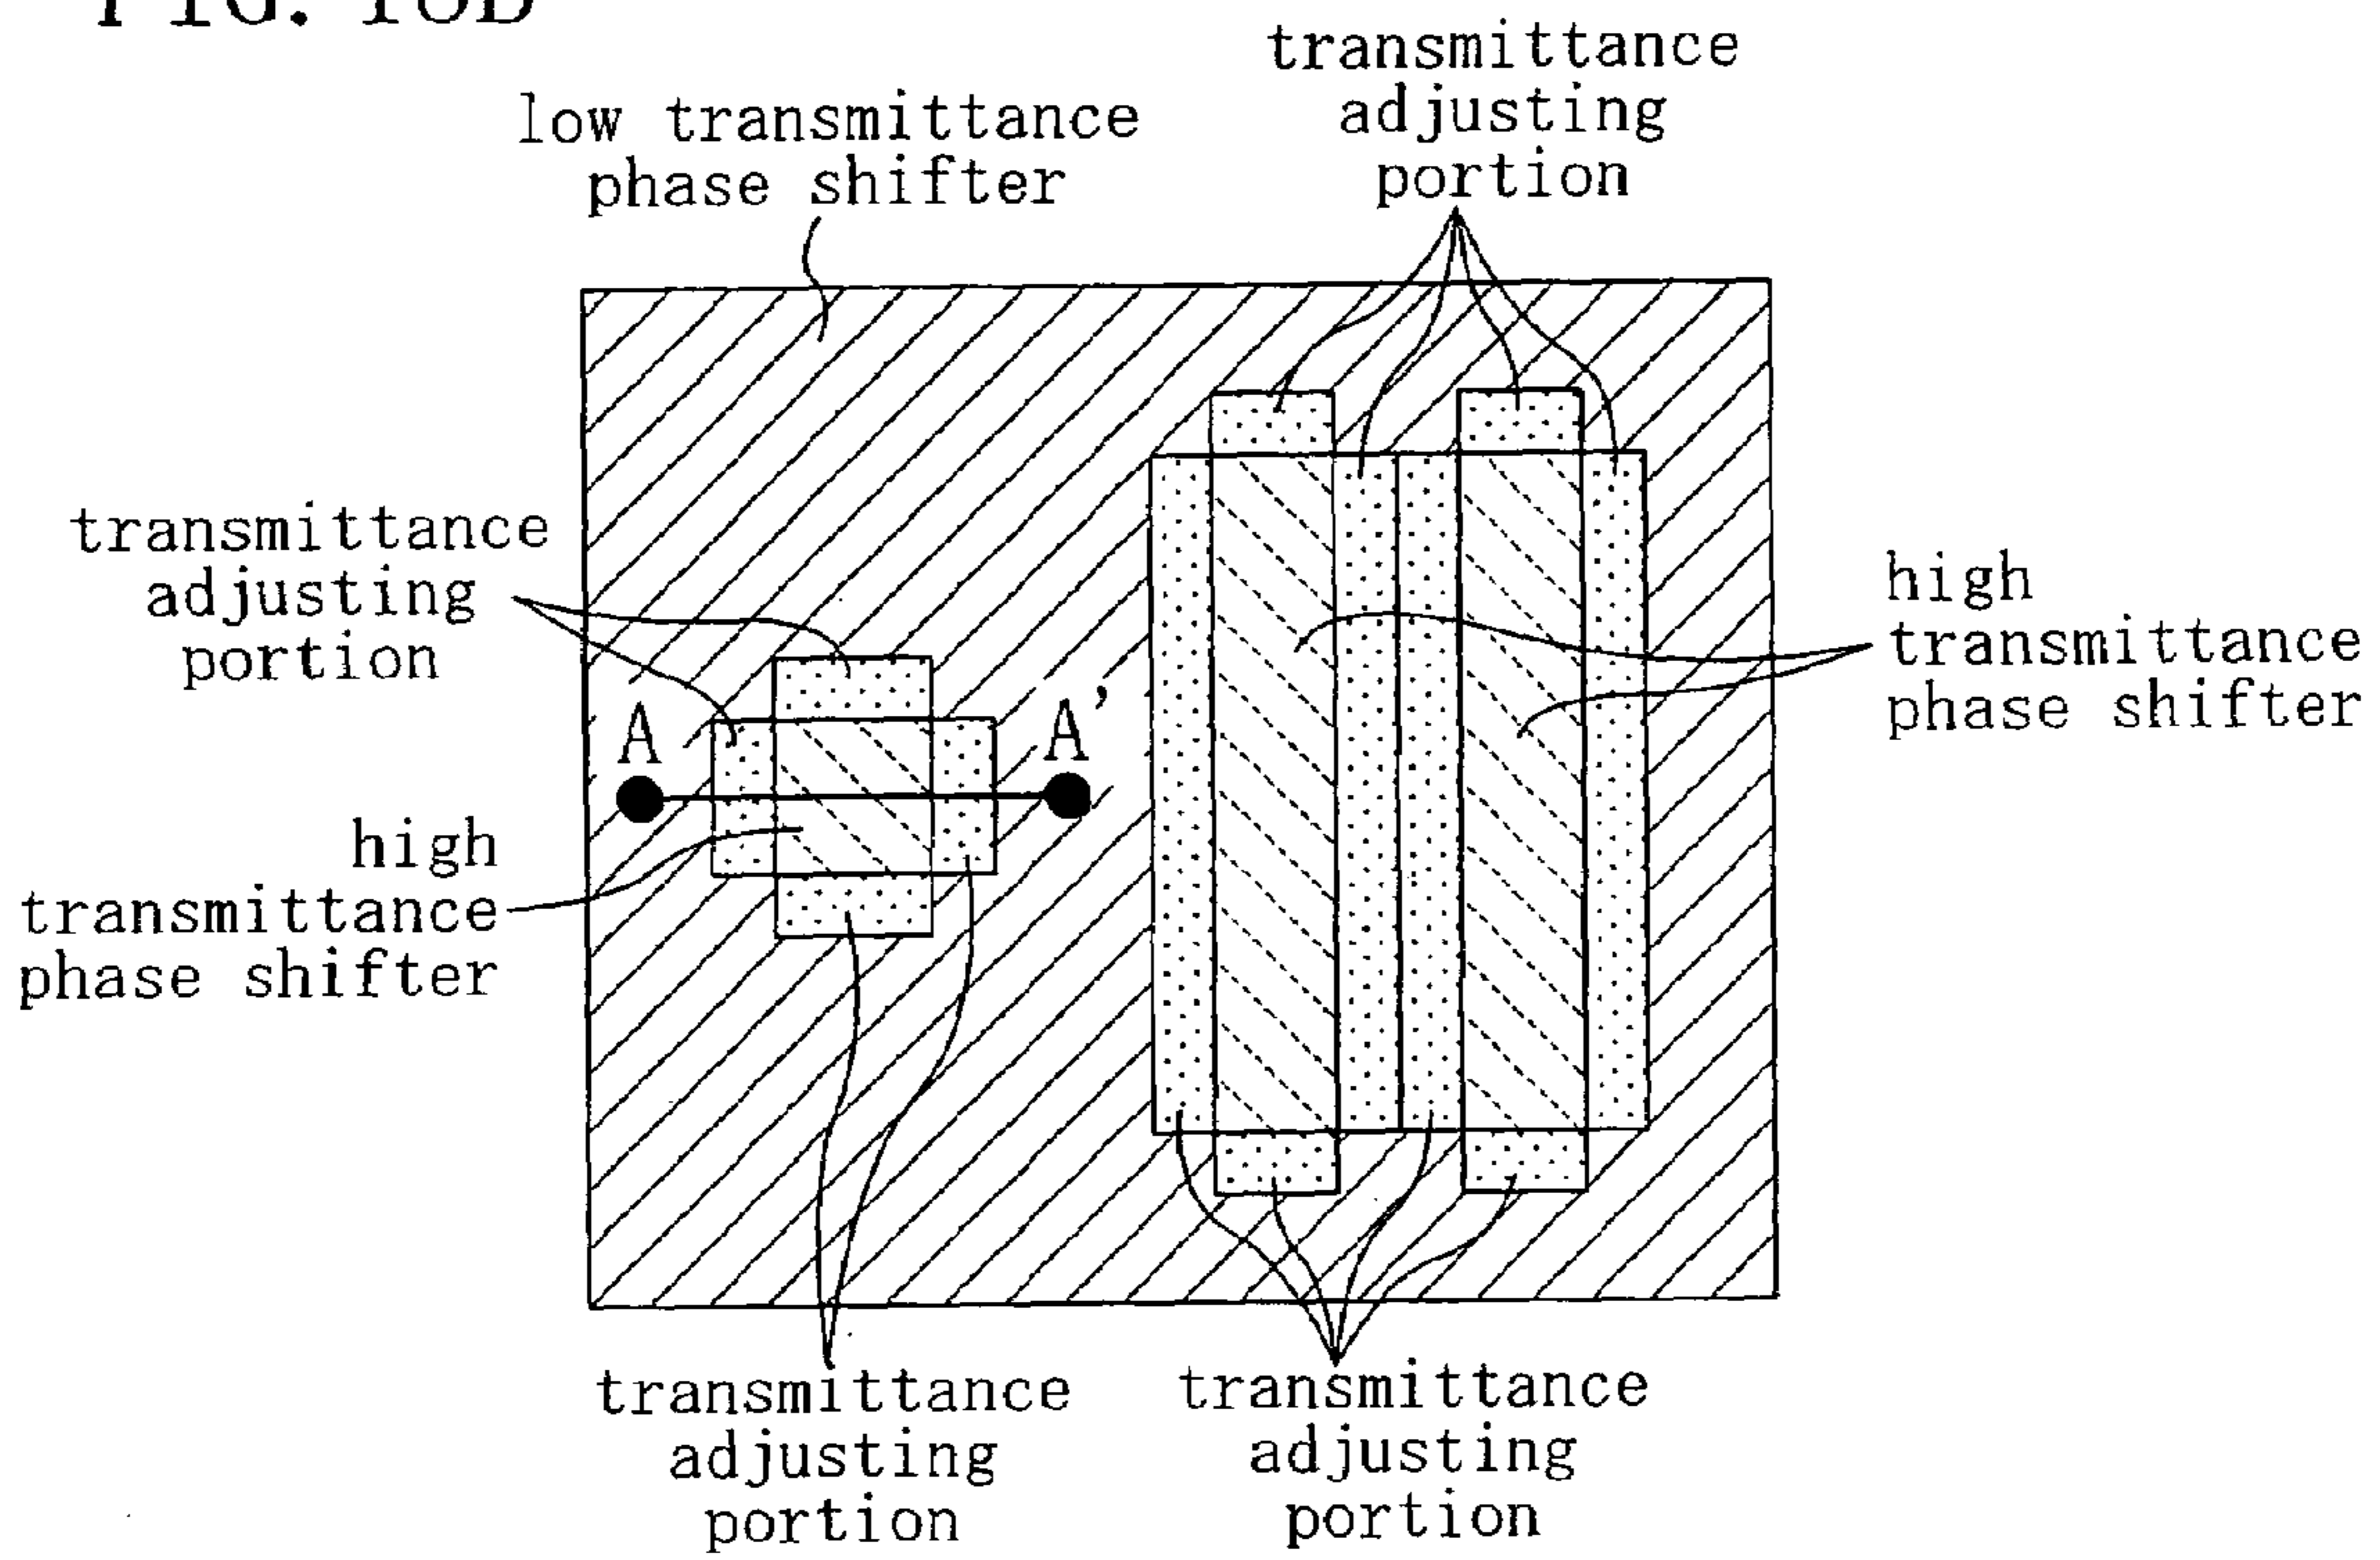 transmittance
adjusting
portion
low transmittance
phase shifter
transmittance
adjusting
portion
high
transmittance
phase shifter
A
A'
high
transmittance
phase shifter
transmittance
adjusting
portion
transmittance
adjusting
portion